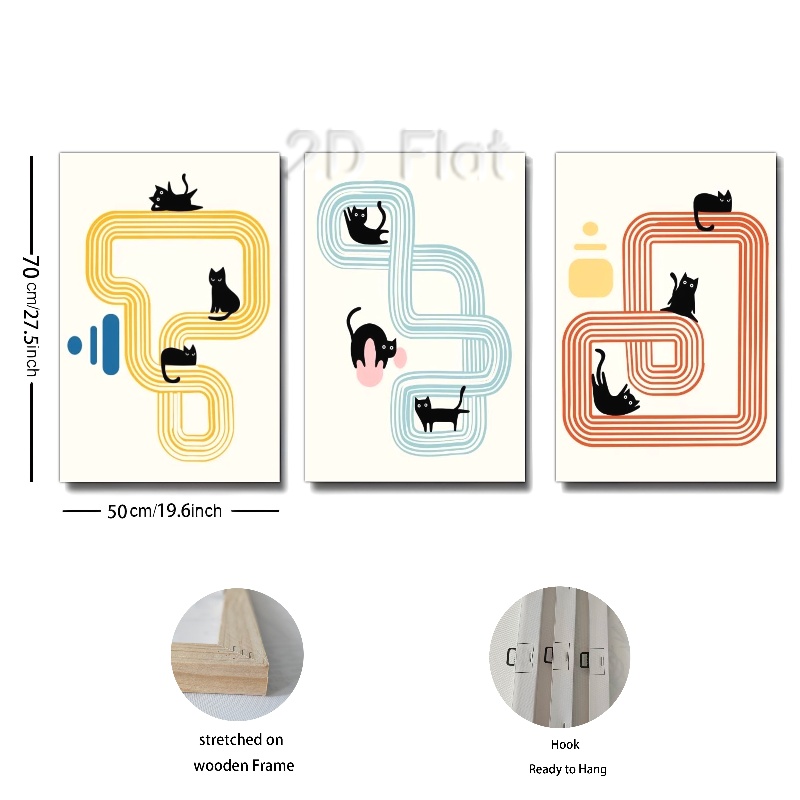 2D Flat
70 cm/27.5inch
50cm/19.6inch
stretched on
wooden Frame
Hook
Ready to Hang